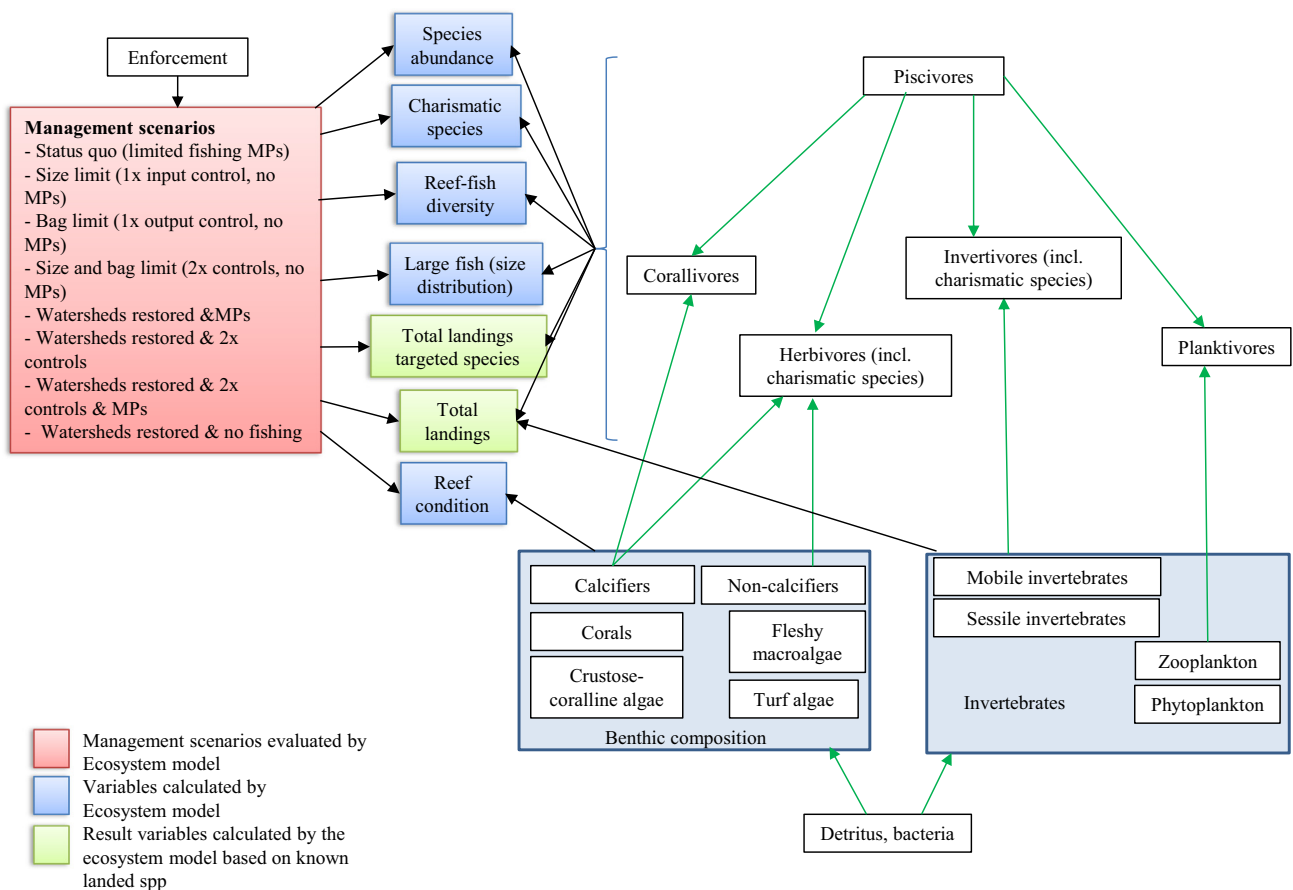 Enforcement
Management scenarios
- Status quo (limited fishing MPs)
- Size limit (1x input control, no
MPs)
- Bag limit (1x output control, no
MPs)
- Size and bag limit (2x controls, no
MPs)
- Watersheds restored &MPs
- Watersheds restored & 2x
controls
- Watersheds restored & 2x
controls & MPs
- Watersheds restored & no fishing
Species
abundance
Charismatic
species
Reef-fish
diversity
Large fish (size
distribution)
Total landings
targeted species
Total
landings
Reef
condition
Piscivores
Corallivores
Invertivores (incl.
charismatic species)
Herbivores (incl.
charismatic species)
Planktivores
Calcifiers
Non-calcifiers
Corals
Fleshy
macroalgae
Crustose-
coralline algae
Turf algae
Benthic composition
Mobile invertebrates
Sessile invertebrates
Zooplankton
Invertebrates
Phytoplankton
Detritus, bacteria
Management scenarios evaluated by
Ecosystem model
Variables calculated by
Ecosystem model
Result variables calculated by the
ecosystem model based on known
landed spp